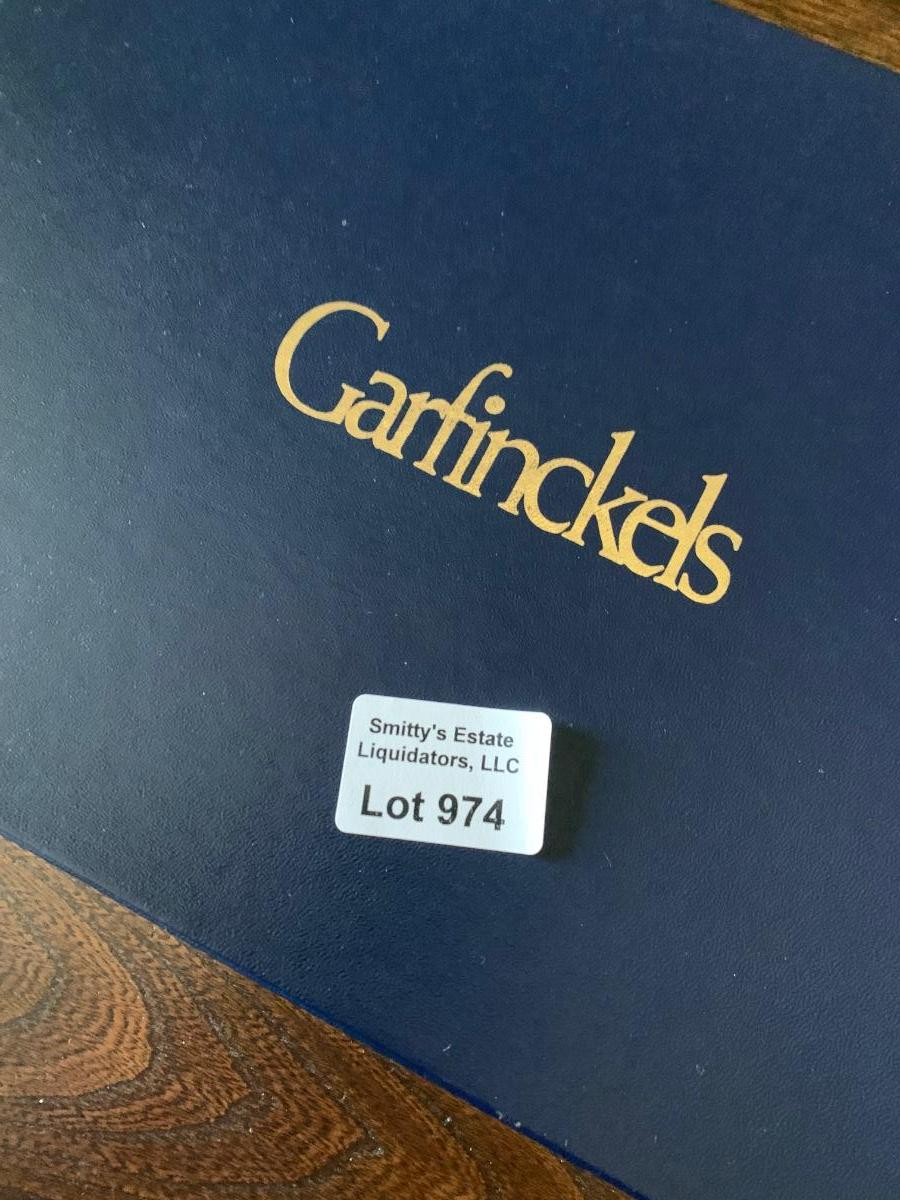 Garfinckels
Smitty's Estate
Liquidators, LLC
Lot 974